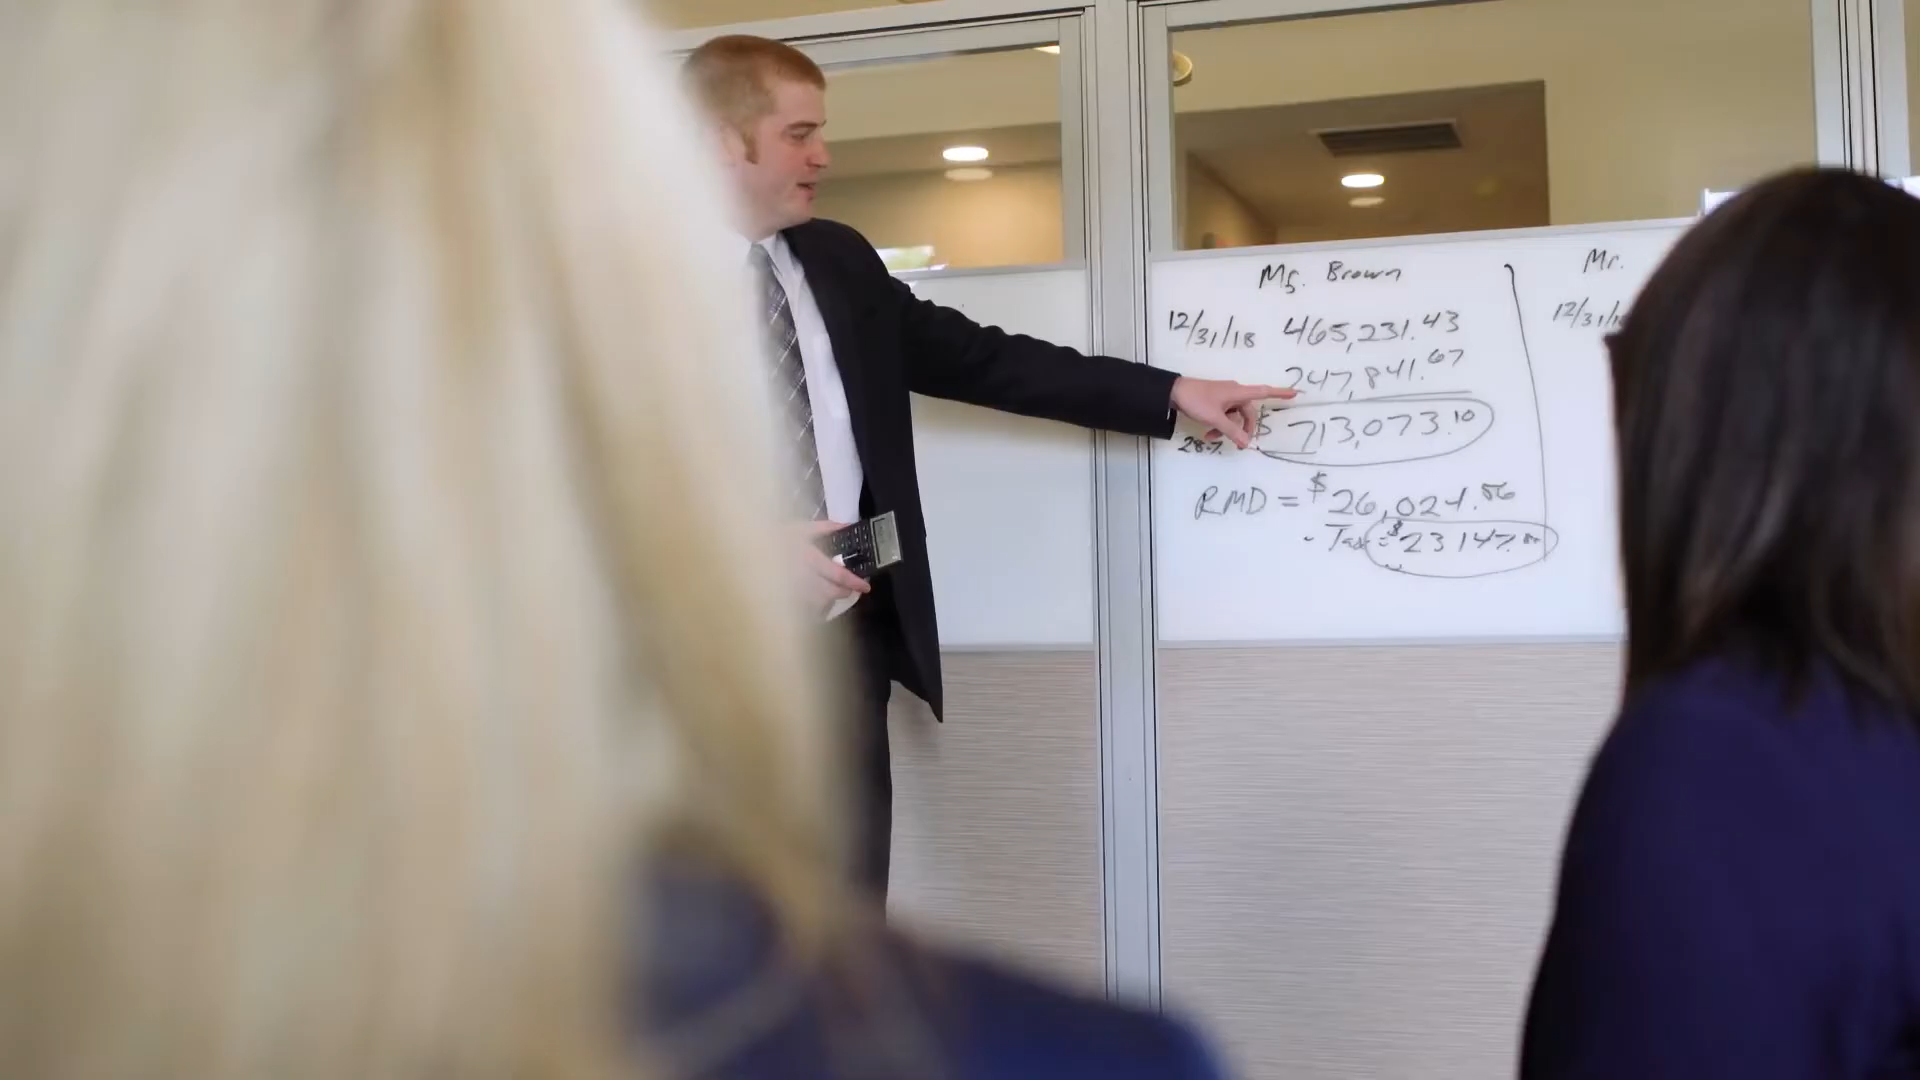 Ms. Brown
12/31/18 465,231.43
247,841.67
$ 713,073.10
RMD = $26,024.56
- Tax = $23147.
Mr.
12/31/1